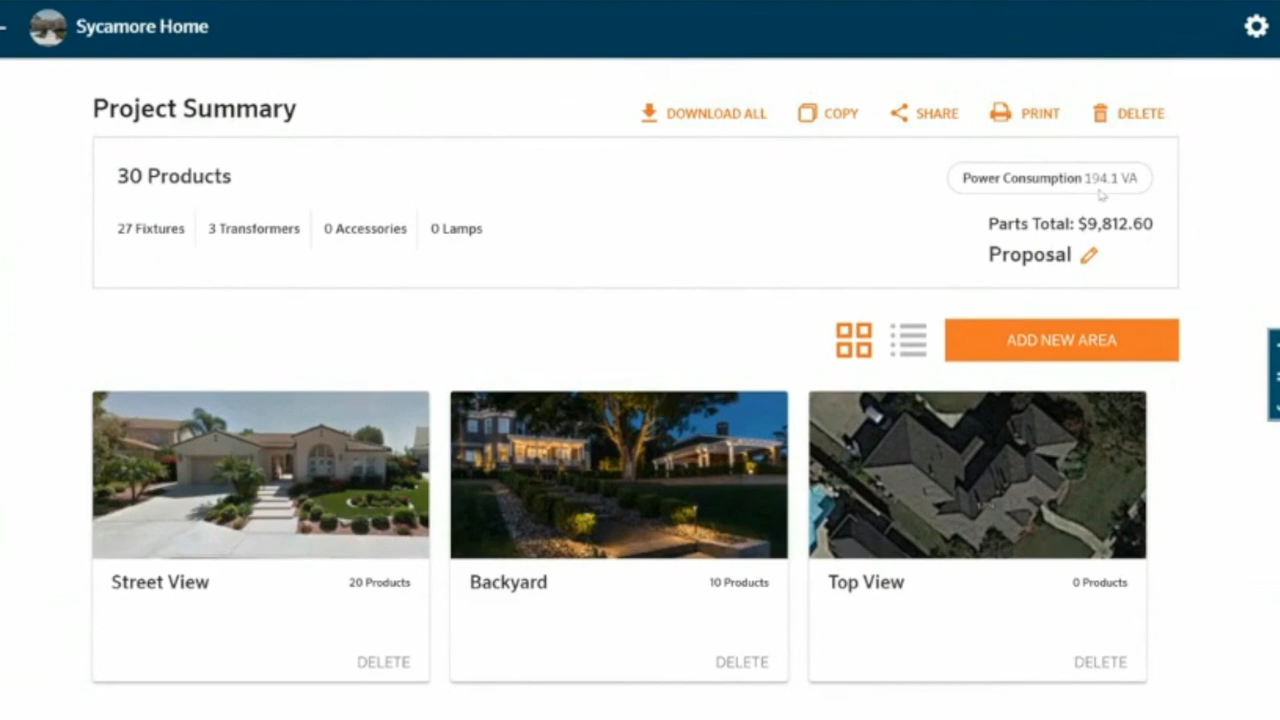 Sycamore Home
Project Summary
DOWNLOAD ALL
COPY
SHARE
PRINT
DELETE
30 Products
Power Consumption 194.1 VA
27 Fixtures
3 Transformers
0 Accessories
0 Lamps
Parts Total: $9,812.60
Proposal
ADD NEW AREA
Street View
20 Products
Backyard
10 Products
Top View
0 Products
DELETE
DELETE
DELETE